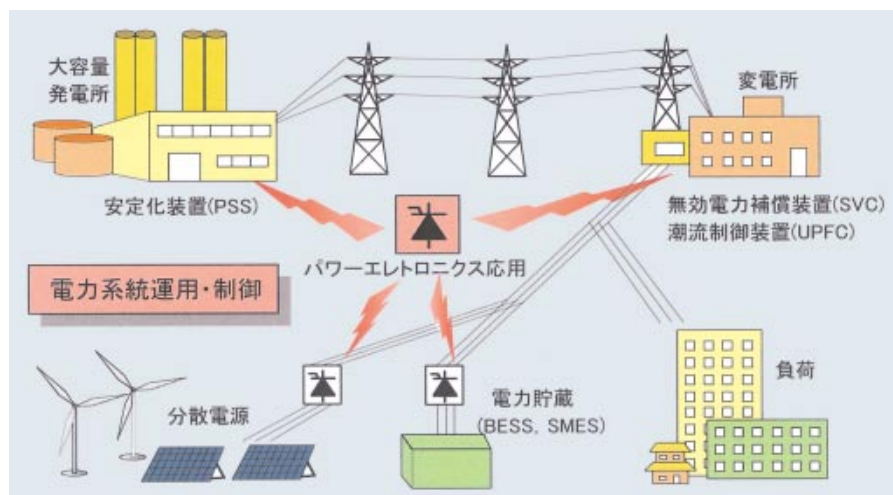 大容量
発電所
変電所
安定化装置(PSS)
無効電力補償装置(SVC)
潮流制御装置(UPFC)
パワーエレトロニクス応用
電力系統運用・制御
負荷
分散電源
電力貯蔵
(BESS, SMES)